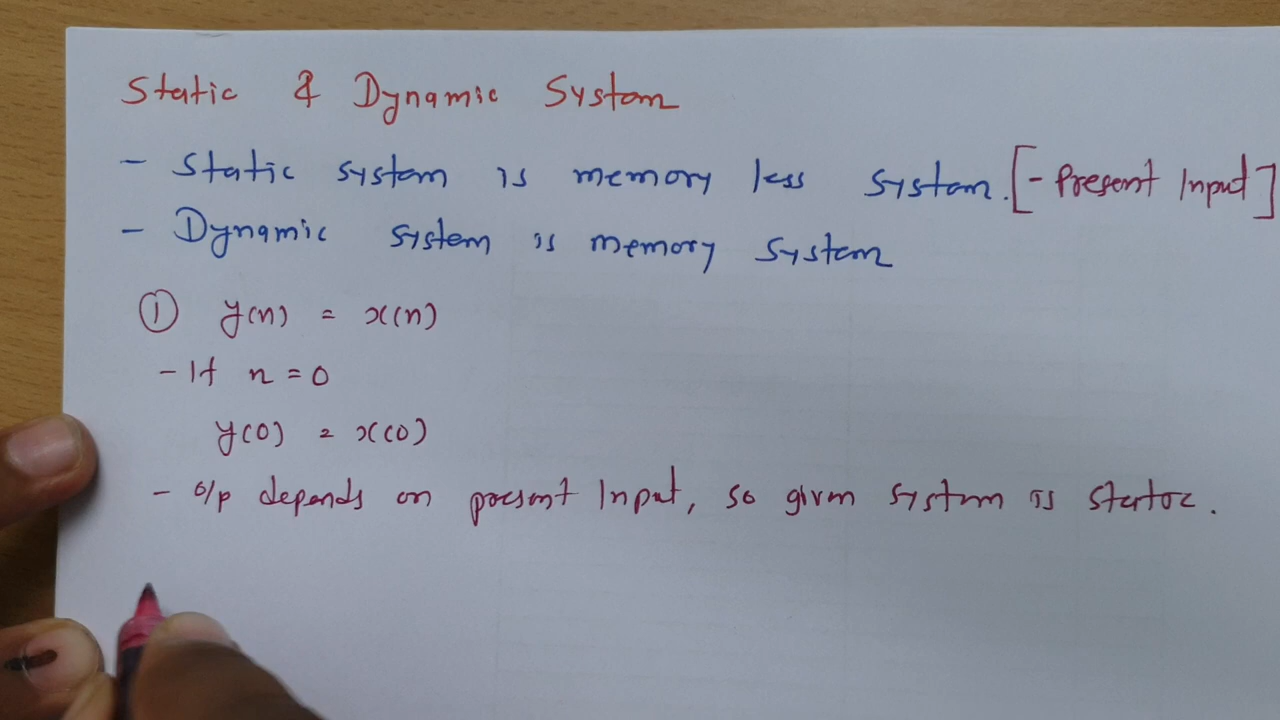 Static & Dynamic System
- Static system is memory less system. [- Present Input]
- Dynamic system is memory system
① y(n) = x(n)
- If n = 0
y(0) = x(0)
- o/p depends on present Input, so given system is static.